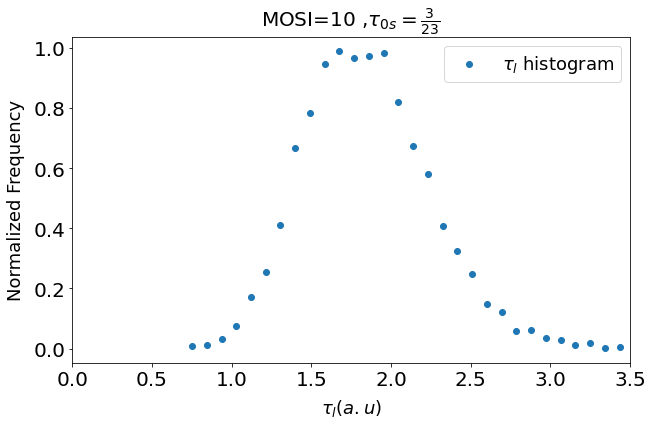 MOSI=10 ,τ₀ₛ = 3/23
τₗ histogram
Normalized Frequency
1.0
0.8
0.6
0.4
0.2
0.0
0.0 0.5 1.0 1.5 2.0 2.5 3.0 3.5
τₗ(a.u)